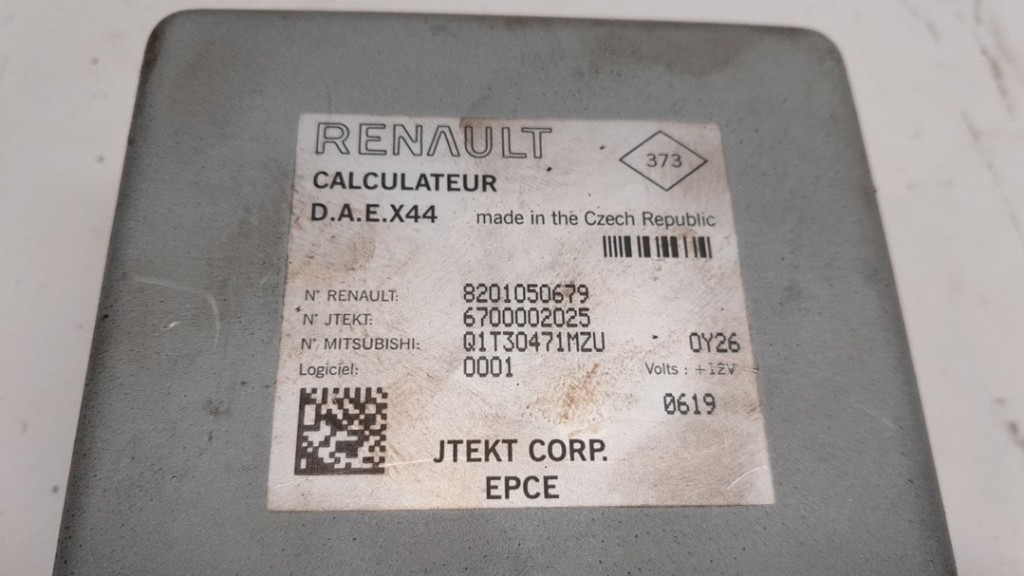 RENAULT
373
CALCULATEUR
D.A.E.X44 made in the Czech Republic
N° RENAULT: 8201050679
N° JTEKT: 6700002025
N° MITSUBISHI: Q1T30471MZU 0Y26
Logiciel: 0001 Volts : +12V
0619
JTEKT CORP.
EPCE